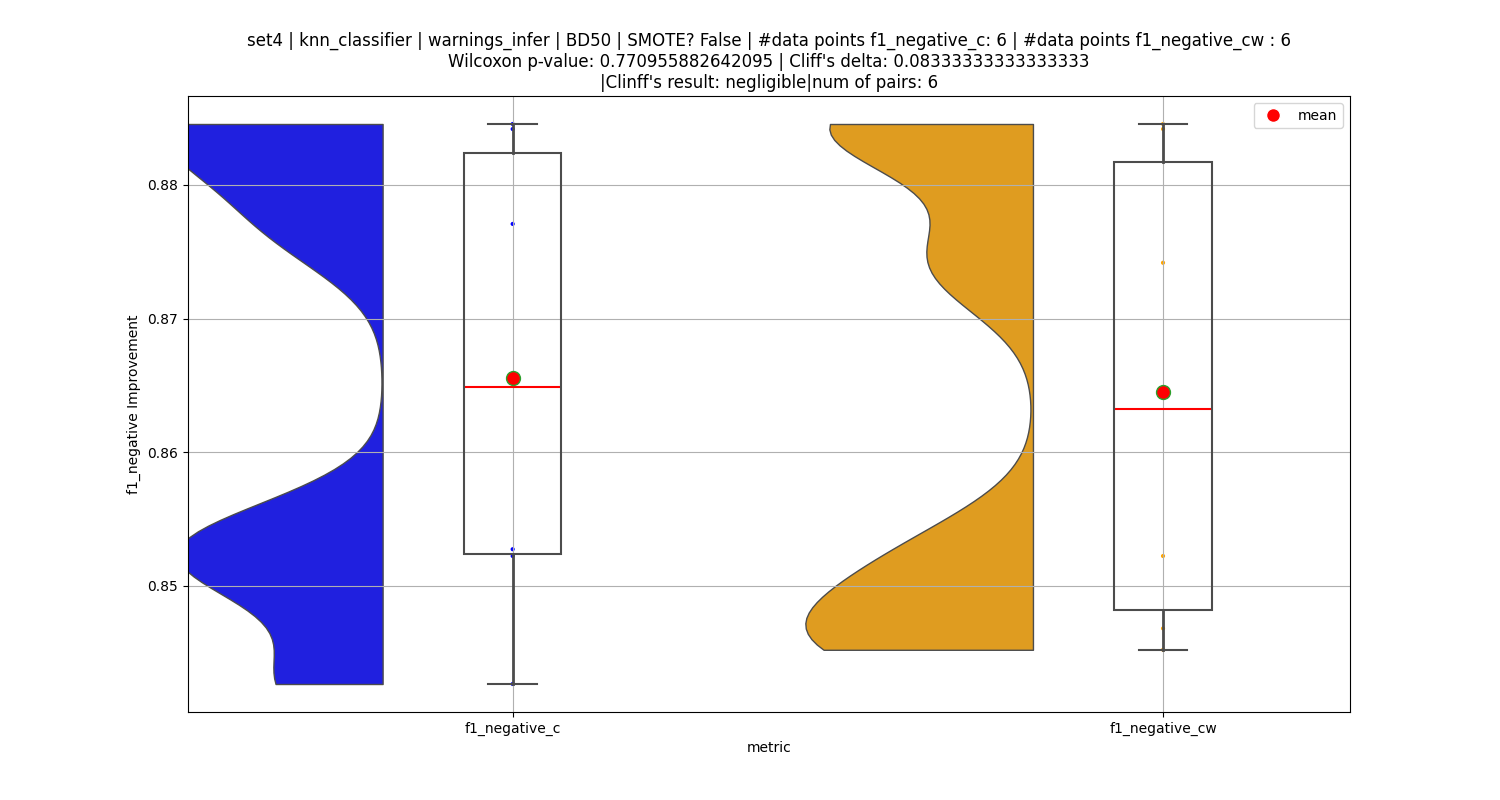 set4 | knn_classifier | warnings_infer | BD50 | SMOTE? False | #data points f1_negative_c: 6 | #data points f1_negative_cw : 6
Wilcoxon p-value: 0.770955882642095 | Cliff's delta: 0.08333333333333333
|Clinff's result: negligible|num of pairs: 6
mean
0.88
0.87
0.86
0.85
f1_negative Improvement
f1_negative_c
f1_negative_cw
metric